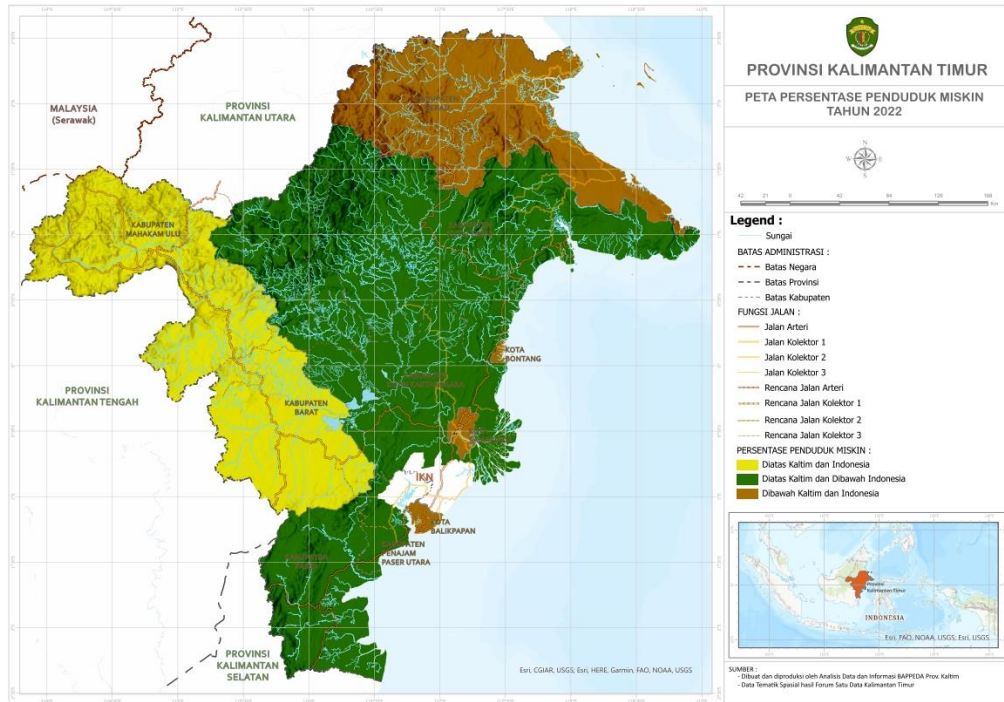 PROVINSI KALIMANTAN TIMUR
PETA PERSENTASE PENDUDUK MISKIN
TAHUN 2022
Legend :
Sungai
BATAS ADMINISTRASI :
Batas Negara
Batas Provinsi
Batas Kabupaten
FUNGSI JALAN :
Jalan Arteri
Jalan Kolektor 1
Jalan Kolektor 2
Jalan Kolektor 3
Rencana Jalan Arteri
Rencana Jalan Kolektor 1
Rencana Jalan Kolektor 2
Rencana Jalan Kolektor 3
PERSENTASE PENDUDUK MISKIN :
Diatas Kaltim dan Indonesia
Diatas Kaltim dan Dibawah Indonesia
Dibawah Kaltim dan Indonesia
Provinsi
Kalimantan Timur
INDONESIA
Esri, FAO, NOAA, USGS; Esri, USGS
SUMBER :
- Dibuat dan diproduksi oleh Analisis Data dan Informasi BAPPEDA Prov. Kaltim
- Data Tematik Spasial hasil Forum Satu Data Kalimantan Timur
MALAYSIA
(Serawak)
PROVINSI
KALIMANTAN UTARA
KABUPATEN
MAHAKAM ULU
KOTA
BONTANG
PROVINSI
KALIMANTAN TENGAH
KABUPATEN
BARAT
IKN
KOTA
BALIKPAPAN
KABUPATEN
PENAJAM
PASER UTARA
PROVINSI
KALIMANTAN
SELATAN
Esri, CGIAR, USGS; Esri, HERE, Garmin, FAO, NOAA, USGS